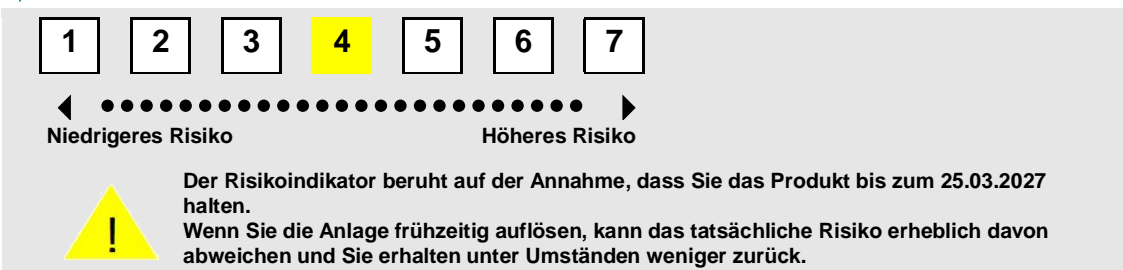 1 2 3 4 5 6 7
Niedrigeres Risiko Höheres Risiko
Der Risikoindikator beruht auf der Annahme, dass Sie das Produkt bis zum 25.03.2027
halten.
! Wenn Sie die Anlage frühzeitig auflösen, kann das tatsächliche Risiko erheblich davon
abweichen und Sie erhalten unter Umständen weniger zurück.